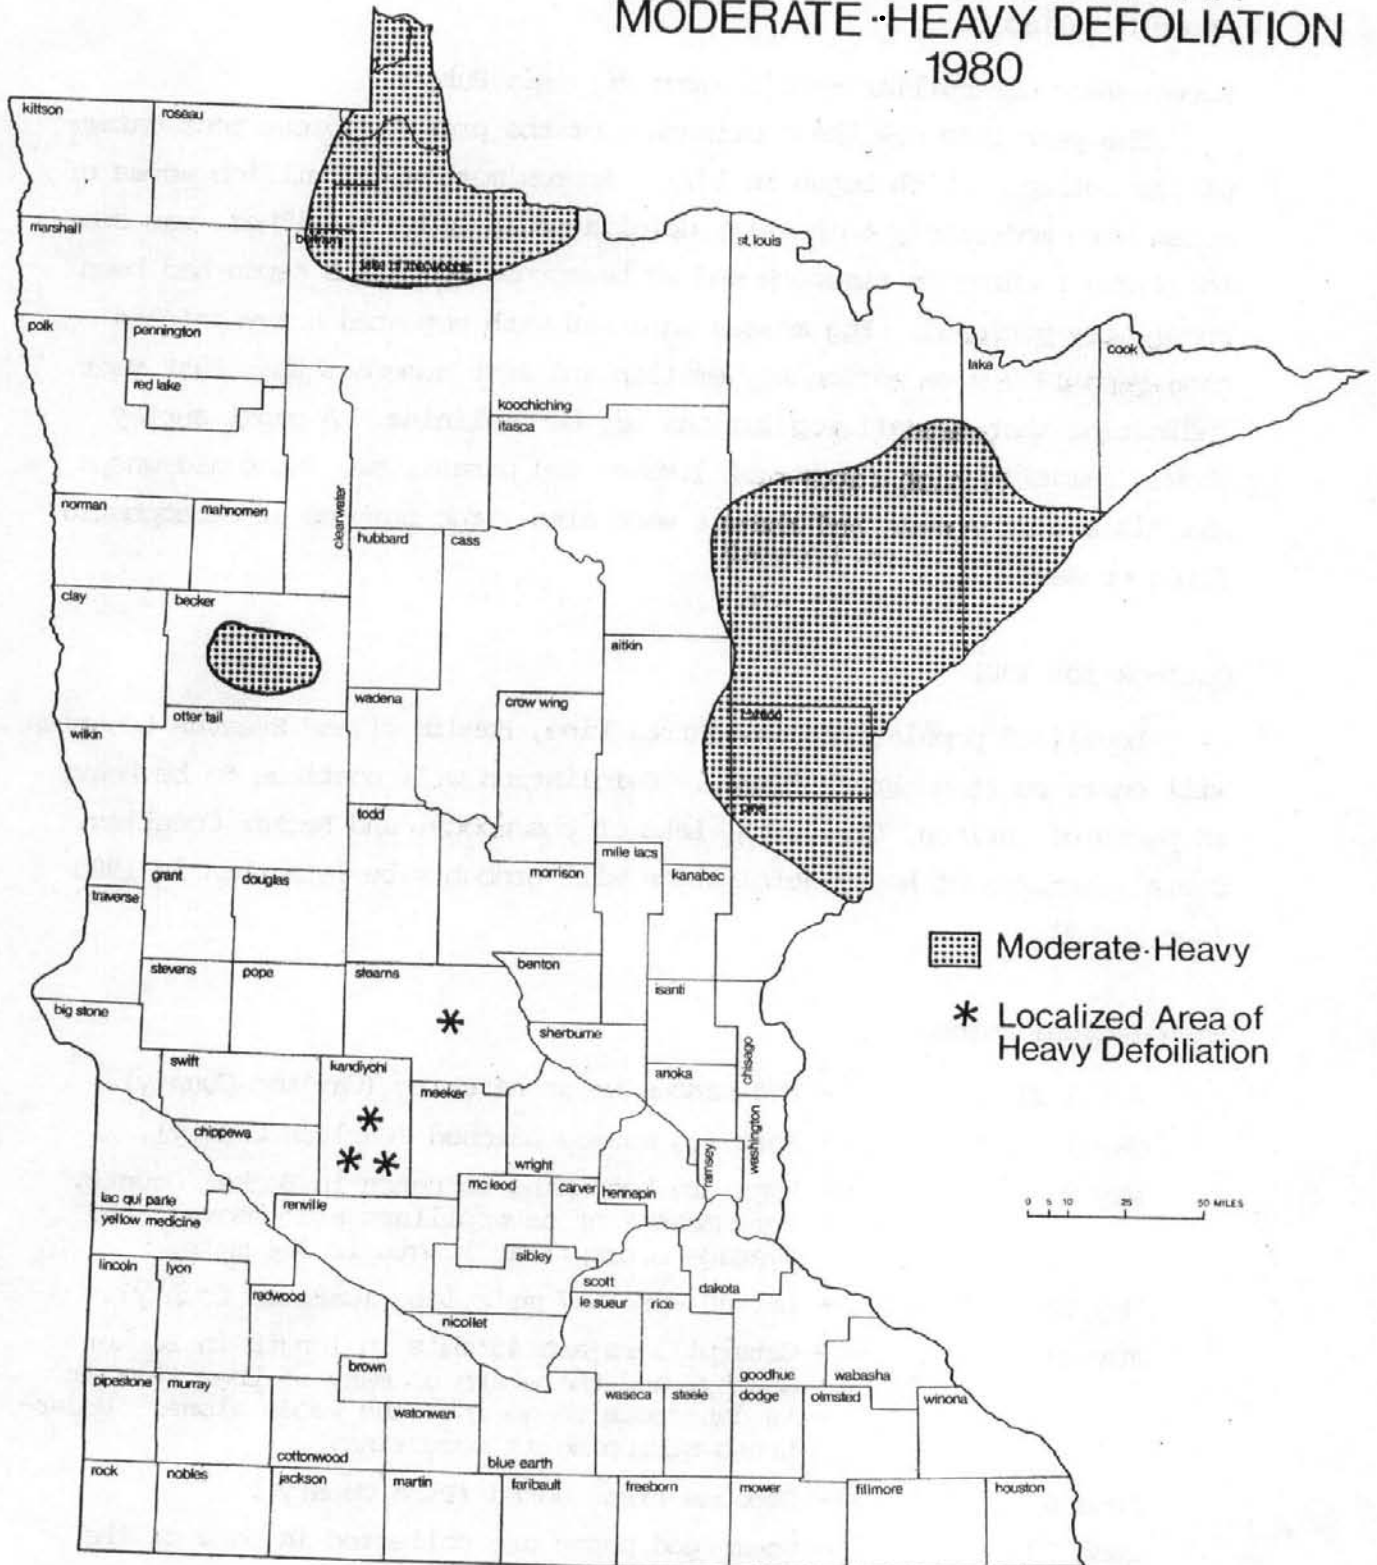 MODERATE-HEAVY DEFOLIATION
1980
kittson
roseau
marshall
beltrami
lake of the woods
st. louis
polk
pennington
lake
cook
red lake
koochiching
itasca
norman
mahnomen
clearwater
hubbard
cass
clay
becker
aitkin
wadena
crow wing
otter tail
carlton
wilkin
todd
pine
mille lacs
grant
douglas
morrison
kanabec
traverse
Moderate-Heavy
stevens
pope
stearns
benton
isanti
big stone
* Localized Area of
Heavy Defoiliation
sherburne
chisago
swift
kandiyohi
anoka
meeker
chippewa
washington
ramsey
wright
lac qui parle
mc leod
carver
hennepin
renville
yellow medicine
0 5 10 25 50 MILES
lincoln
lyon
sibley
scott
dakota
redwood
le sueur
rice
nicollet
brown
goodhue
wabasha
pipestone
murray
waseca
steele
dodge
olmsted
winona
watonwan
cottonwood
blue earth
rock
nobles
jackson
martin
faribault
freeborn
mower
fillmore
houston